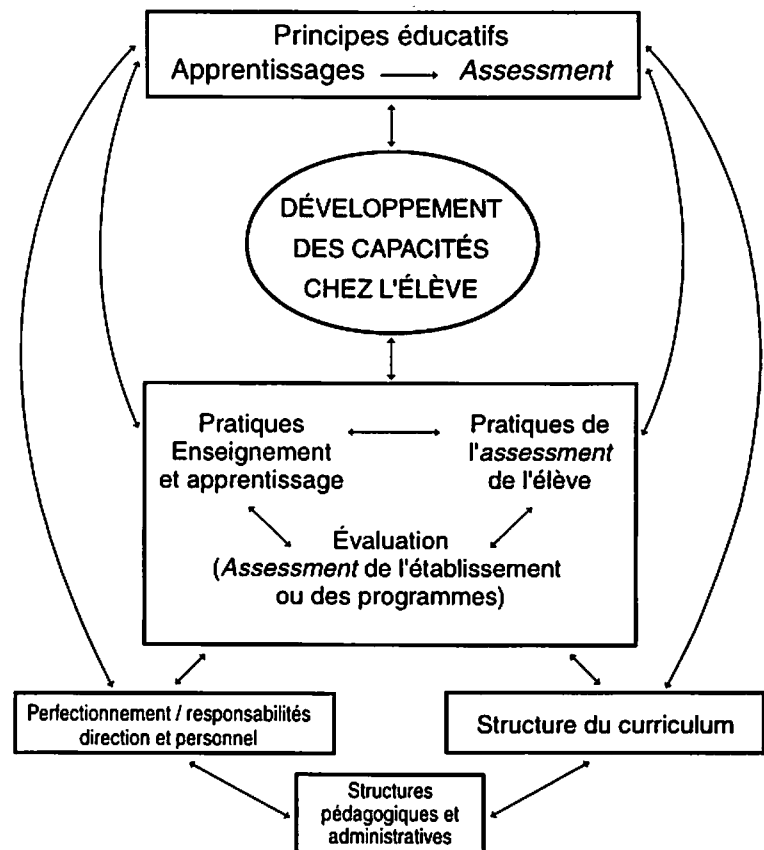 Principes éducatifs
Apprentissages Assessment
DÉVELOPPEMENT
DES CAPACITÉS
CHEZ L'ÉLÈVE
Pratiques
Enseignement
et apprentissage
Pratiques de
l'assessment
de l'élève
Évaluation
(Assessment de l'établissement
ou des programmes)
Perfectionnement / responsabilités
direction et personnel
Structure du curriculum
Structures
pédagogiques et
administratives